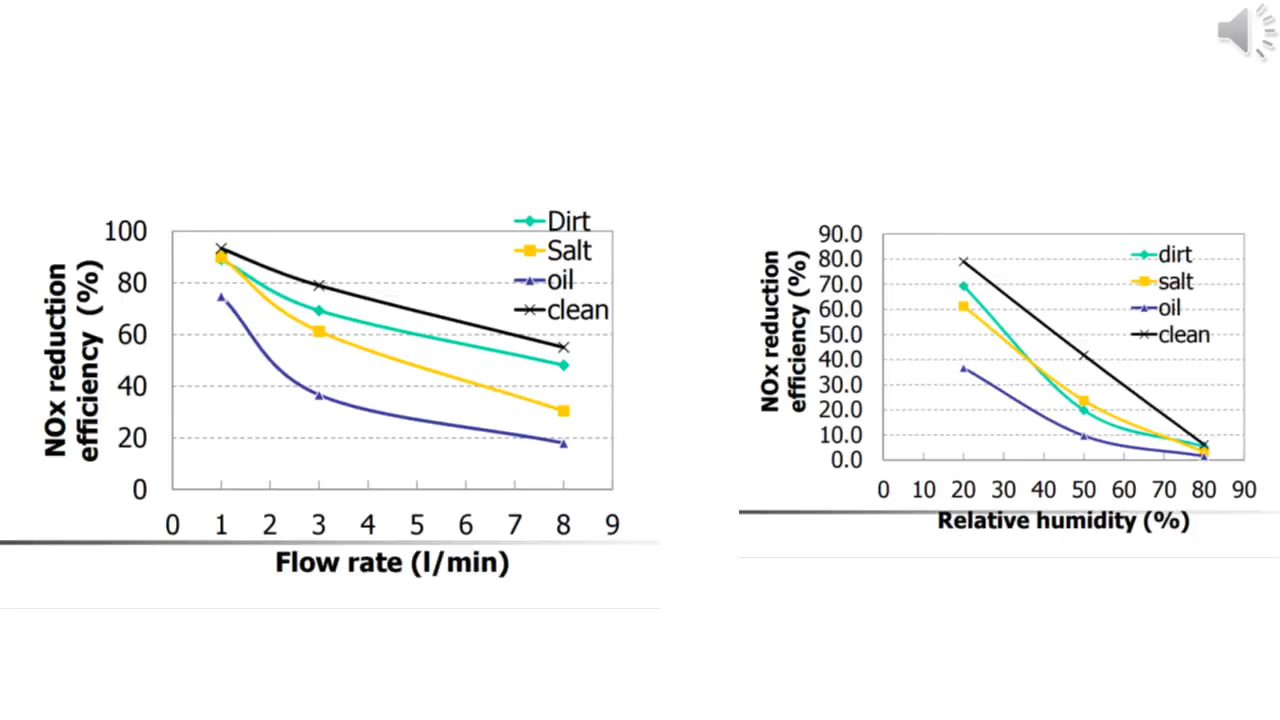 Dirt
Salt
oil
clean
100
80
60
40
20
0
NOx reduction
efficiency (%)
0 1 2 3 4 5 6 7 8 9
Flow rate (l/min)
dirt
salt
oil
clean
90.0
80.0
70.0
60.0
50.0
40.0
30.0
20.0
10.0
0.0
NOx reduction
efficiency (%)
0 10 20 30 40 50 60 70 80 90
Relative humidity (%)